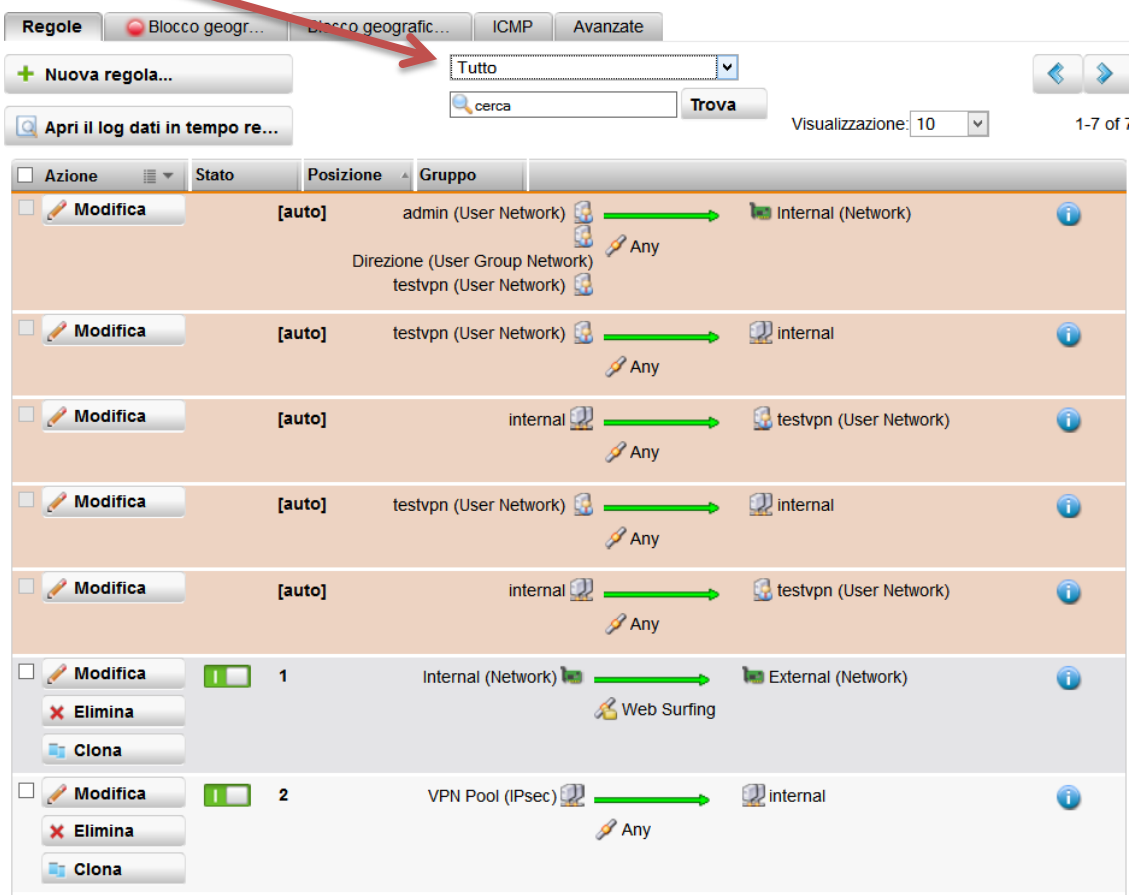 Regole Blocco geogr... Blocco geografic... ICMP Avanzate
Nuova regola... Tutto
cerca Trova
Apri il log dati in tempo re... Visualizzazione: 10 1-7 of 7
Azione Stato Posizione Gruppo
Modifica [auto] admin (User Network) Internal (Network)
Any
Direzione (User Group Network)
testvpn (User Network)
Modifica [auto] testvpn (User Network) internal
Any
Modifica [auto] internal testvpn (User Network)
Any
Modifica [auto] testvpn (User Network) internal
Any
Modifica [auto] internal testvpn (User Network)
Any
Modifica 1 Internal (Network) External (Network)
Elimina Web Surfing
Clona
Modifica 2 VPN Pool (IPsec) internal
Elimina Any
Clona